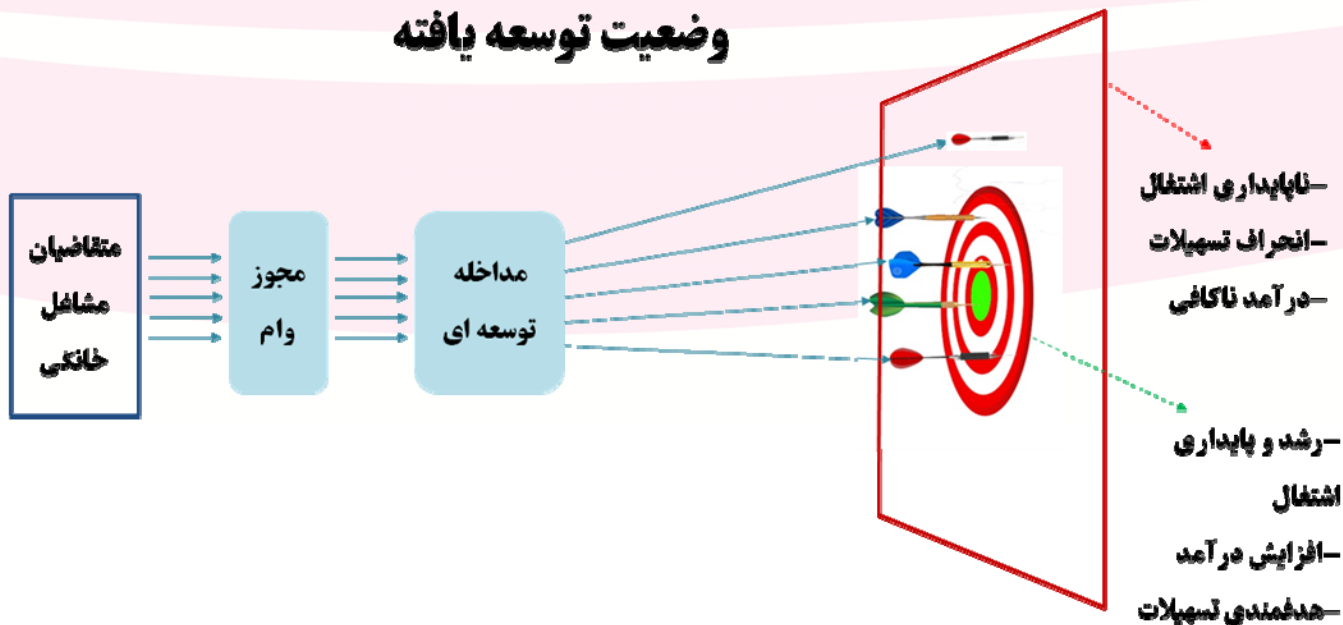 وضعیت توسعه یافته
متقاضیان
مشاغل
خانگی
مجوز
وام
مداخله
توسعه ای
-ناپایداری اشتغال
-انحراف تسهیلات
-درآمد ناکافی
-رشد و پایداری
اشتغال
-افزایش درآمد
-هدفمندی تسهیلات